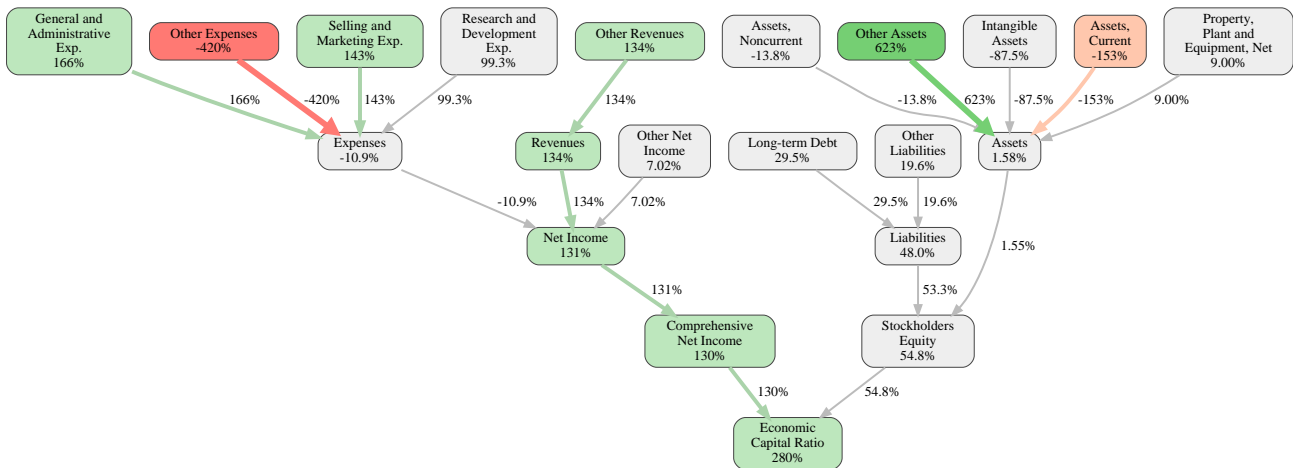 General and
Administrative
Exp.
166%
Other Expenses
-420%
Selling and
Marketing Exp.
143%
Research and
Development
Exp.
99.3%
Other Revenues
134%
Assets,
Noncurrent
-13.8%
Other Assets
623%
Intangible
Assets
-87.5%
Assets,
Current
-153%
Property,
Plant and
Equipment, Net
9.00%
166%
-420%
143%
99.3%
134%
-13.8%
623%
-87.5%
-153%
9.00%
Expenses
-10.9%
Revenues
134%
Other Net
Income
7.02%
Long-term Debt
29.5%
Other
Liabilities
19.6%
Assets
1.58%
-10.9%
134%
7.02%
29.5%
19.6%
Net Income
131%
Liabilities
48.0%
1.55%
131%
53.3%
Comprehensive
Net Income
130%
Stockholders
Equity
54.8%
130%
54.8%
Economic
Capital Ratio
280%